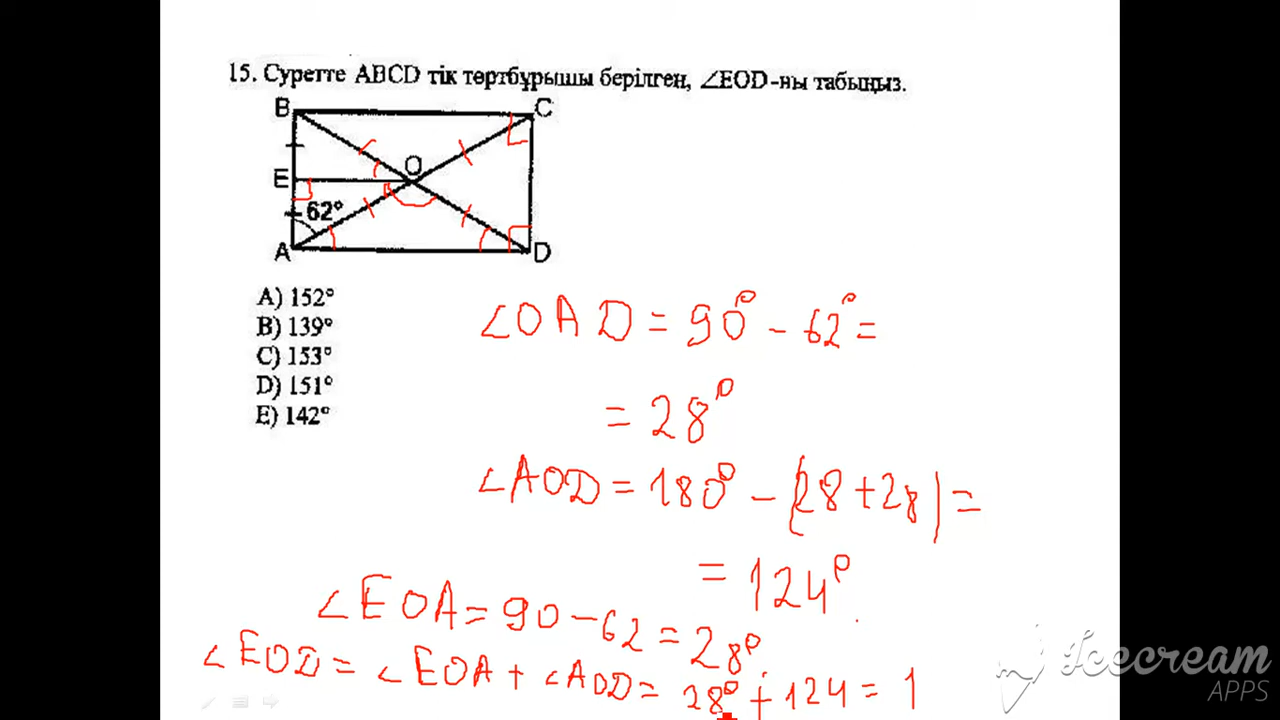 15. Суретте ABCD тік төртбұрышы берілген, ∠EOD-ны табыңыз.
B
C
O
E
62°
A
D
A) 152°
B) 139°
C) 153°
D) 151°
E) 142°
∠OAD = 90° - 62° =
= 28°
∠AOD = 180° - (28 + 28) =
= 124°
∠EOA = 90 - 62 = 28°
∠EOD = ∠EOA + ∠AOD = 28° + 124 = 1
Icecream
APPS